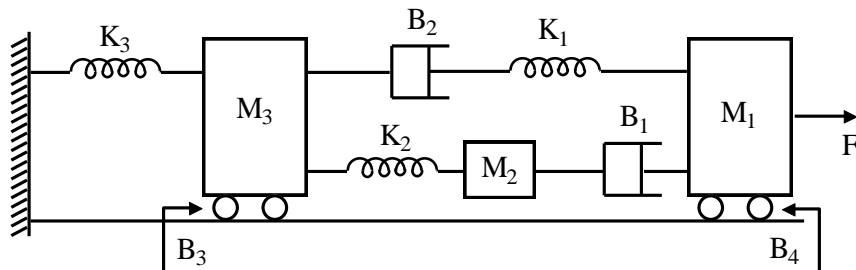 B₂
K₃
K₁
M₃
M₁
B₁
F
K₂
M₂
B₃
B₄